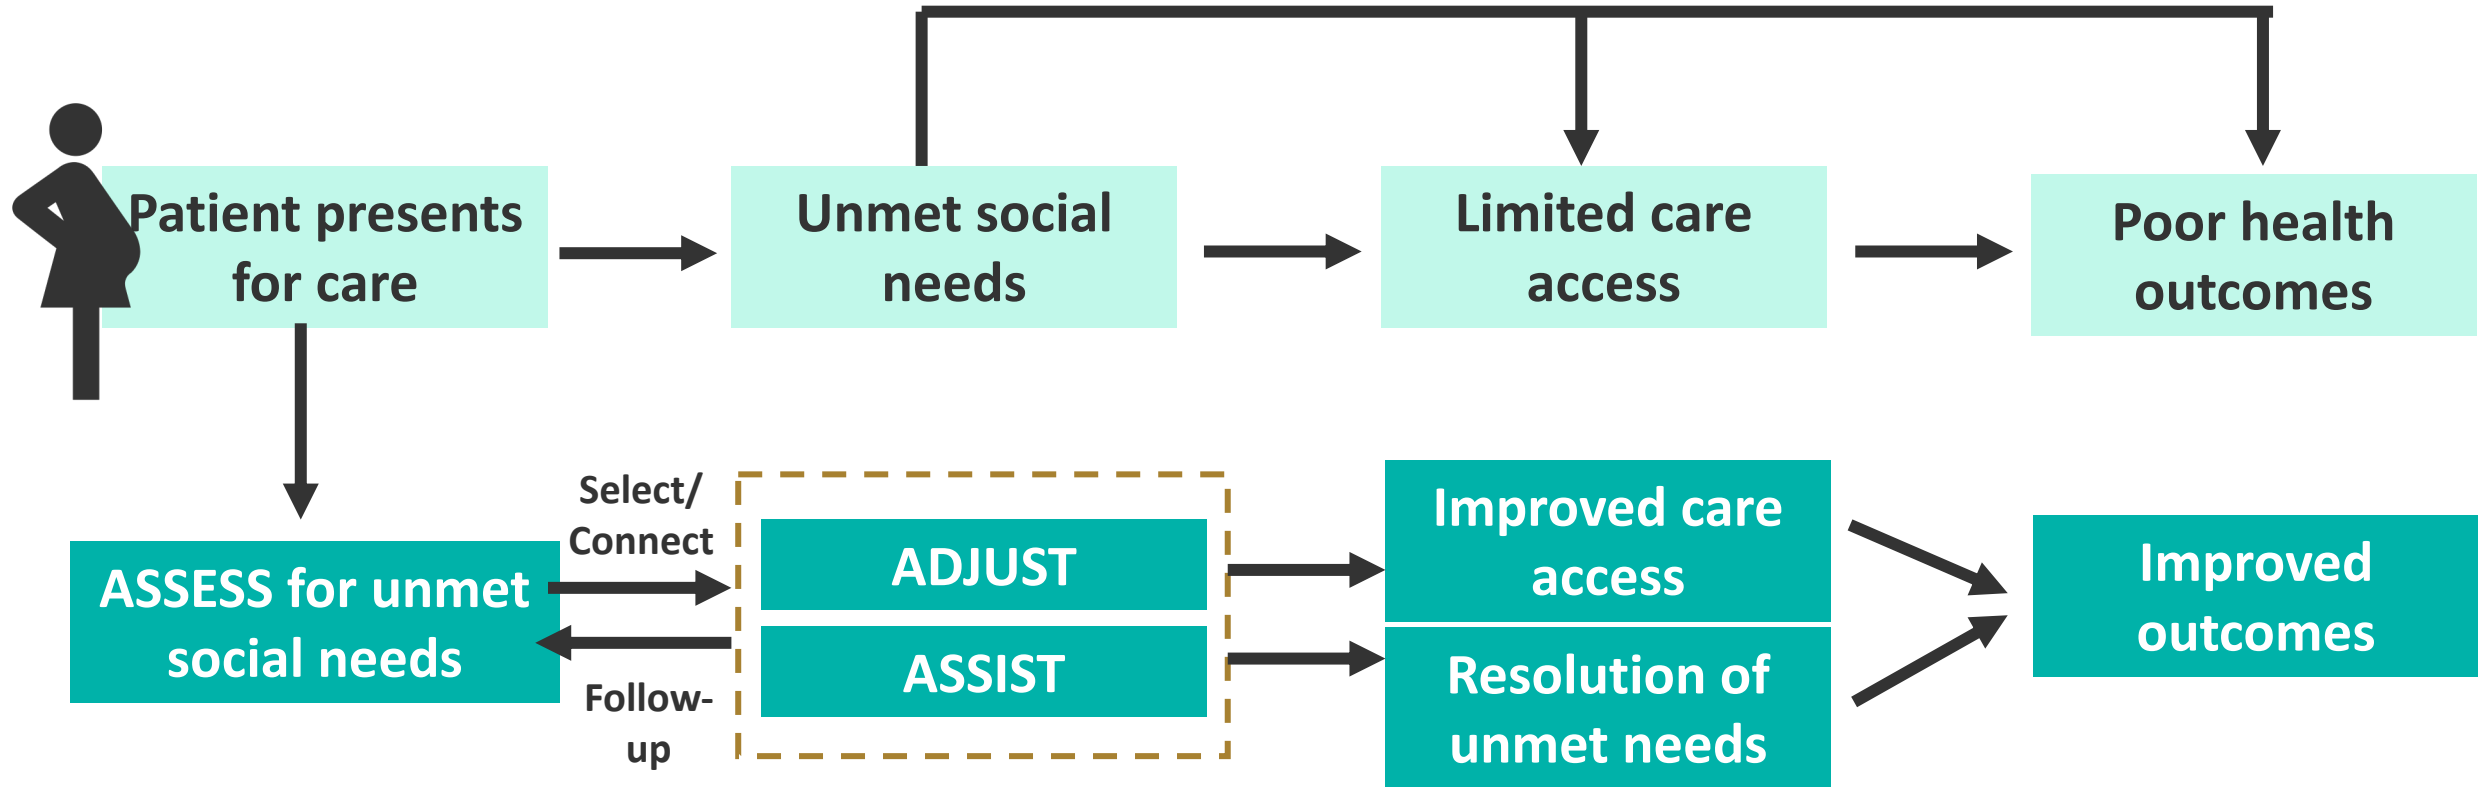 Patient presents
for care
Unmet social
needs
Limited care
access
Poor health
outcomes
ASSESS for unmet
social needs
Select/
Connect
Follow-
up
ADJUST
ASSIST
Improved care
access
Resolution of
unmet needs
Improved
outcomes